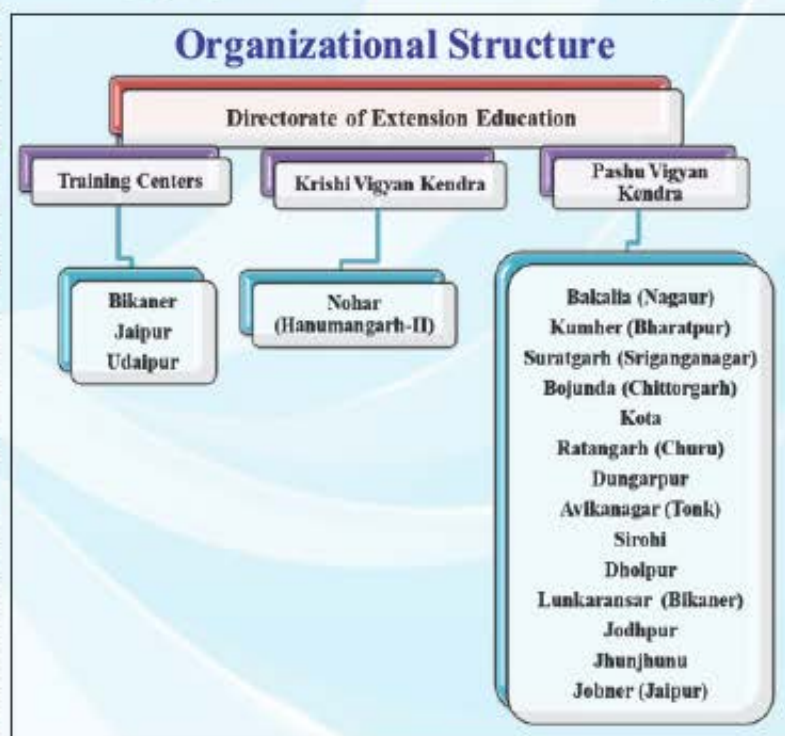 Organizational Structure
Directorate of Extension Education
Training Centers
Krishi Vigyan Kendra
Pashu Vigyan
Kendra
Bikaner
Jaipur
Udaipur
Nohar
(Hanumangarh-II)
Bakalia (Nagaur)
Kumher (Bharatpur)
Suratgarh (Sriganganagar)
Bojunda (Chittorgarh)
Kota
Ratangarh (Churu)
Dungarpur
Avikanagar (Tonk)
Sirohi
Dholpur
Lunkaransar (Bikaner)
Jodhpur
Jhunjhunu
Jobner (Jaipur)